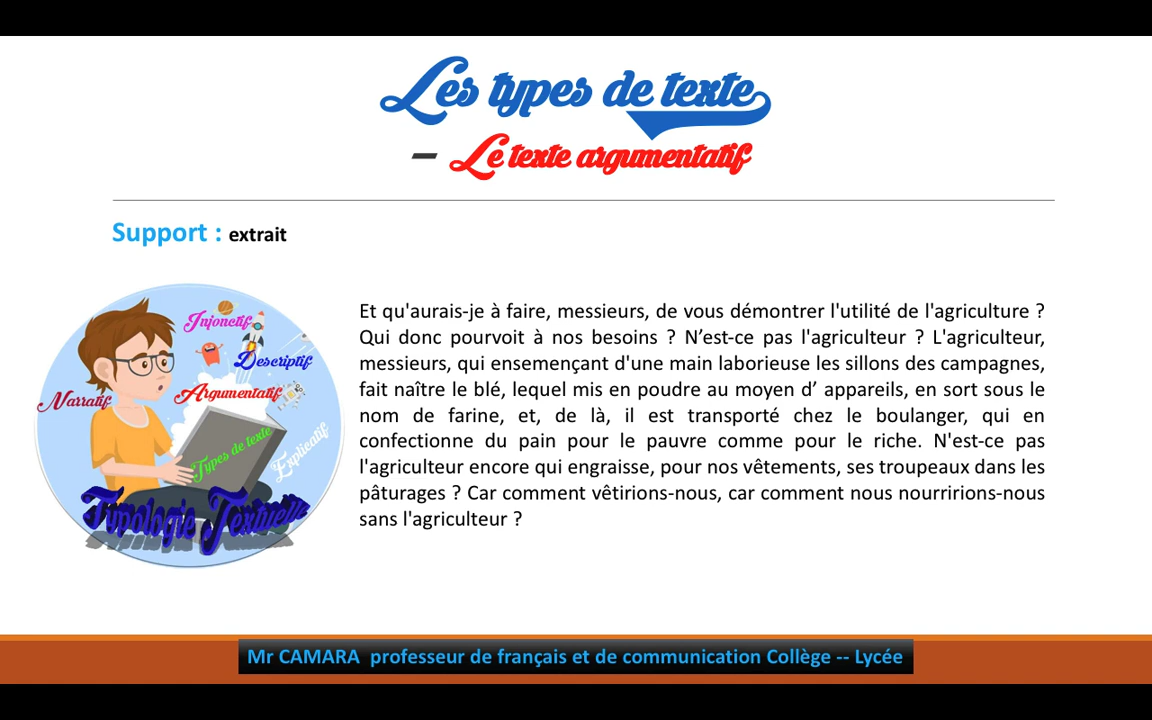 Les types de texte
– Le texte argumentatif
Support : extrait
Injonctif
Descriptif
Narratif
Argumentatif
Types de texte
Explicatif
Typologie Textuelle
Et qu'aurais-je à faire, messieurs, de vous démontrer l'utilité de l'agriculture ?
Qui donc pourvoit à nos besoins ? N’est-ce pas l'agriculteur ? L'agriculteur,
messieurs, qui ensemençant d'une main laborieuse les sillons des campagnes,
fait naître le blé, lequel mis en poudre au moyen d’ appareils, en sort sous le
nom de farine, et, de là, il est transporté chez le boulanger, qui en
confectionne du pain pour le pauvre comme pour le riche. N'est-ce pas
l'agriculteur encore qui engraisse, pour nos vêtements, ses troupeaux dans les
pâturages ? Car comment vêtirions-nous, car comment nous nourririons-nous
sans l'agriculteur ?
Mr CAMARA professeur de français et de communication Collège -- Lycée